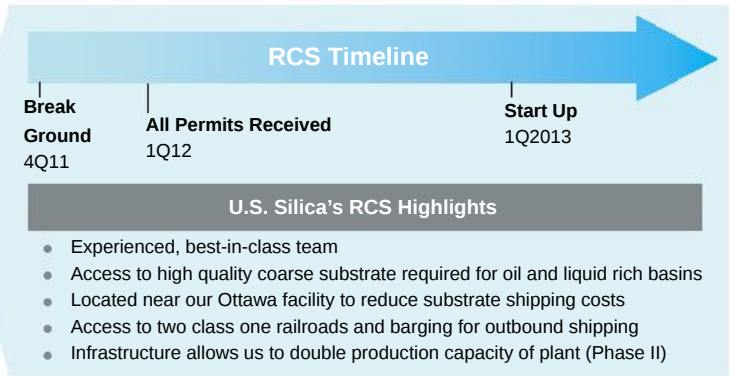 RCS Timeline
Break
Ground
4Q11
All Permits Received
1Q12
Start Up
1Q2013
U.S. Silica’s RCS Highlights
Experienced, best-in-class team
Access to high quality coarse substrate required for oil and liquid rich basins
Located near our Ottawa facility to reduce substrate shipping costs
Access to two class one railroads and barging for outbound shipping
Infrastructure allows us to double production capacity of plant (Phase II)